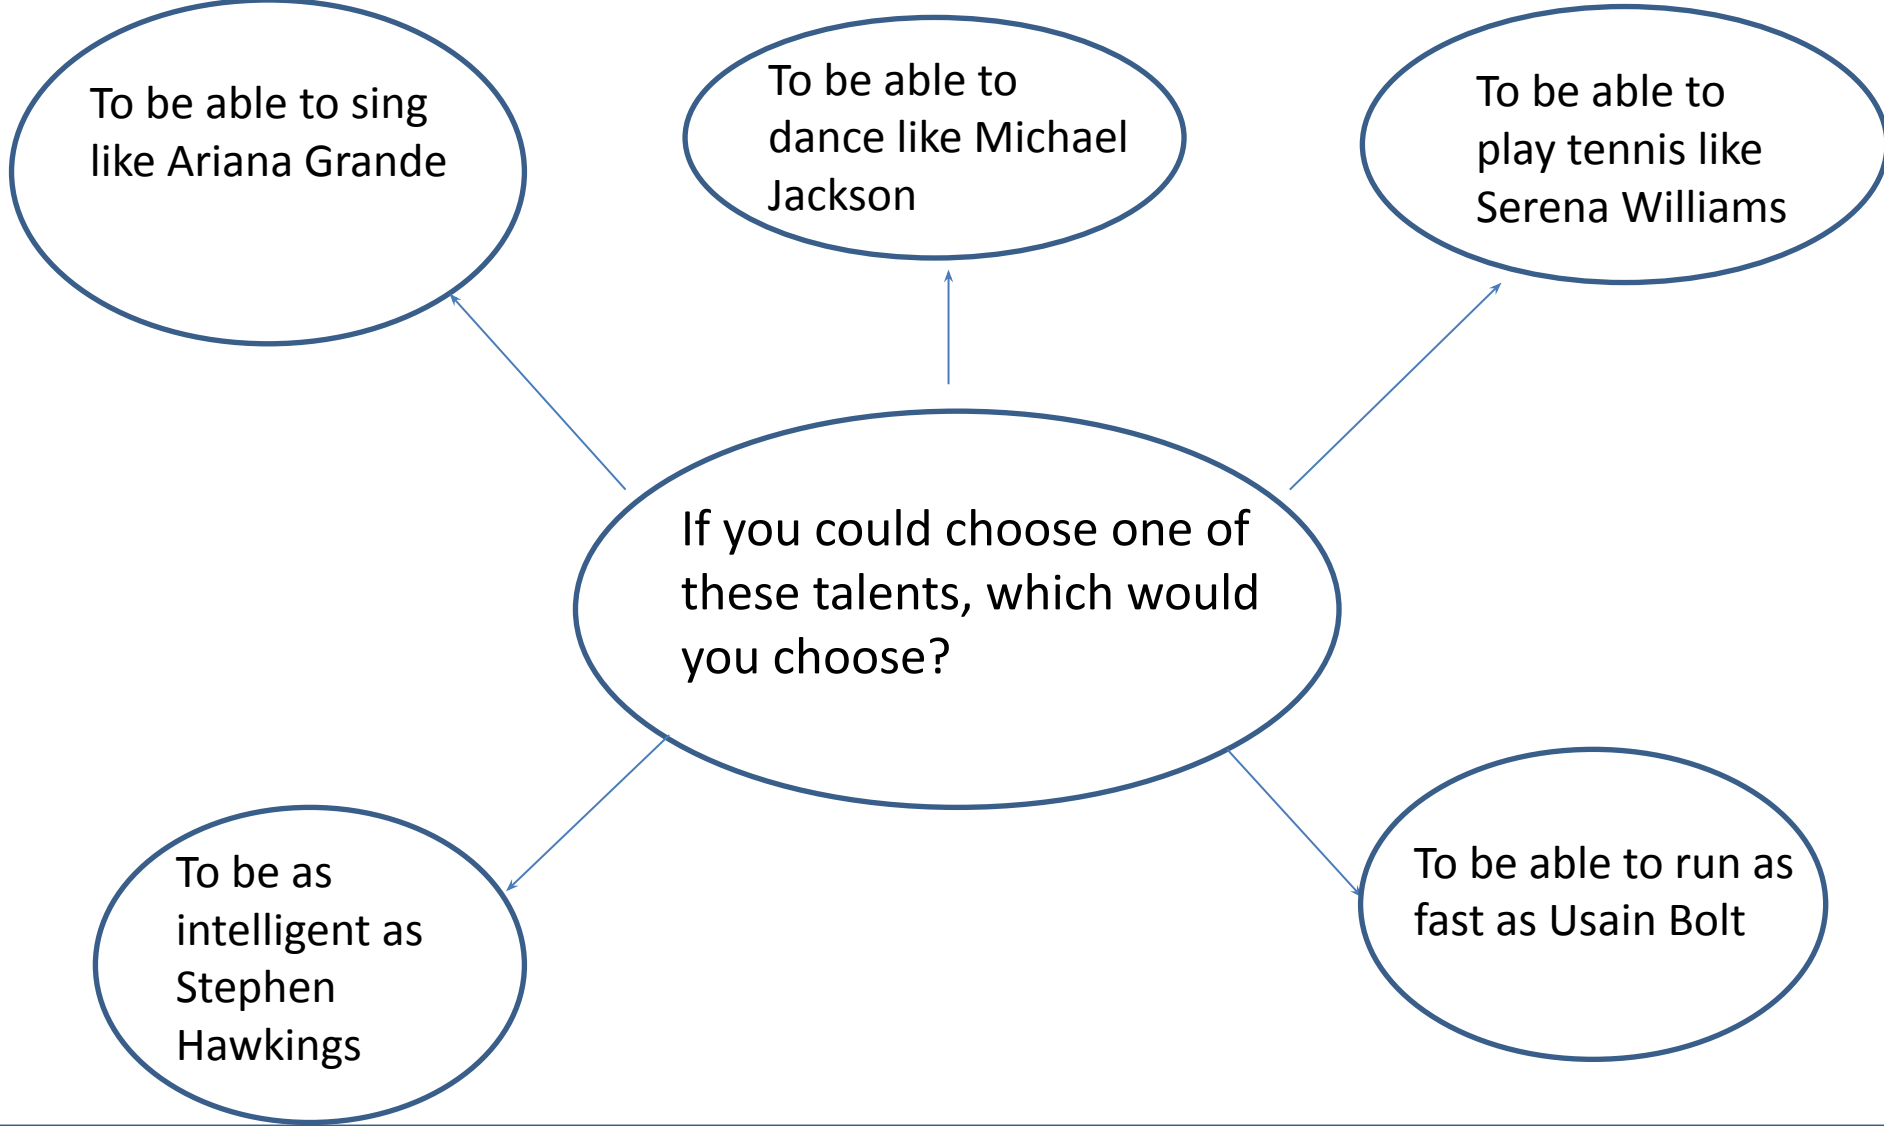 To be able to sing
like Ariana Grande
To be able to
dance like Michael
Jackson
To be able to
play tennis like
Serena Williams
If you could choose one of
these talents, which would
you choose?
To be as
intelligent as
Stephen
Hawkings
To be able to run as
fast as Usain Bolt